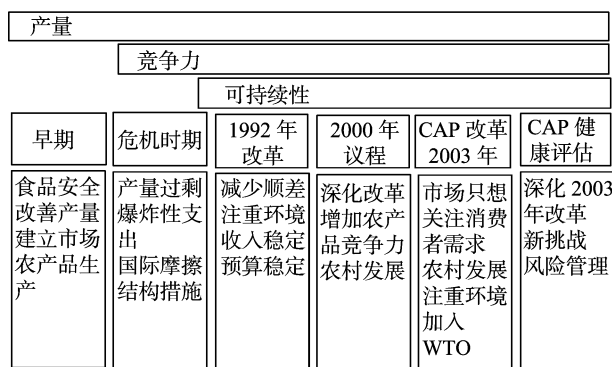 产量
竞争力
可持续性
早期
危机时期
1992 年
改革
2000 年
议程
CAP 改革
2003 年
CAP 健
康评估
食品安全
改善产量
建立市场
农产品生
产
产量过剩
爆炸性支
出
国际摩擦
结构措施
减少顺差
注重环境
收入稳定
预算稳定
深化改革
增加农产
品竞争力
农村发展
市场只想
关注消费
者需求
农村发展
注重环境
加入
WTO
深化 2003
年改革
新挑战
风险管理